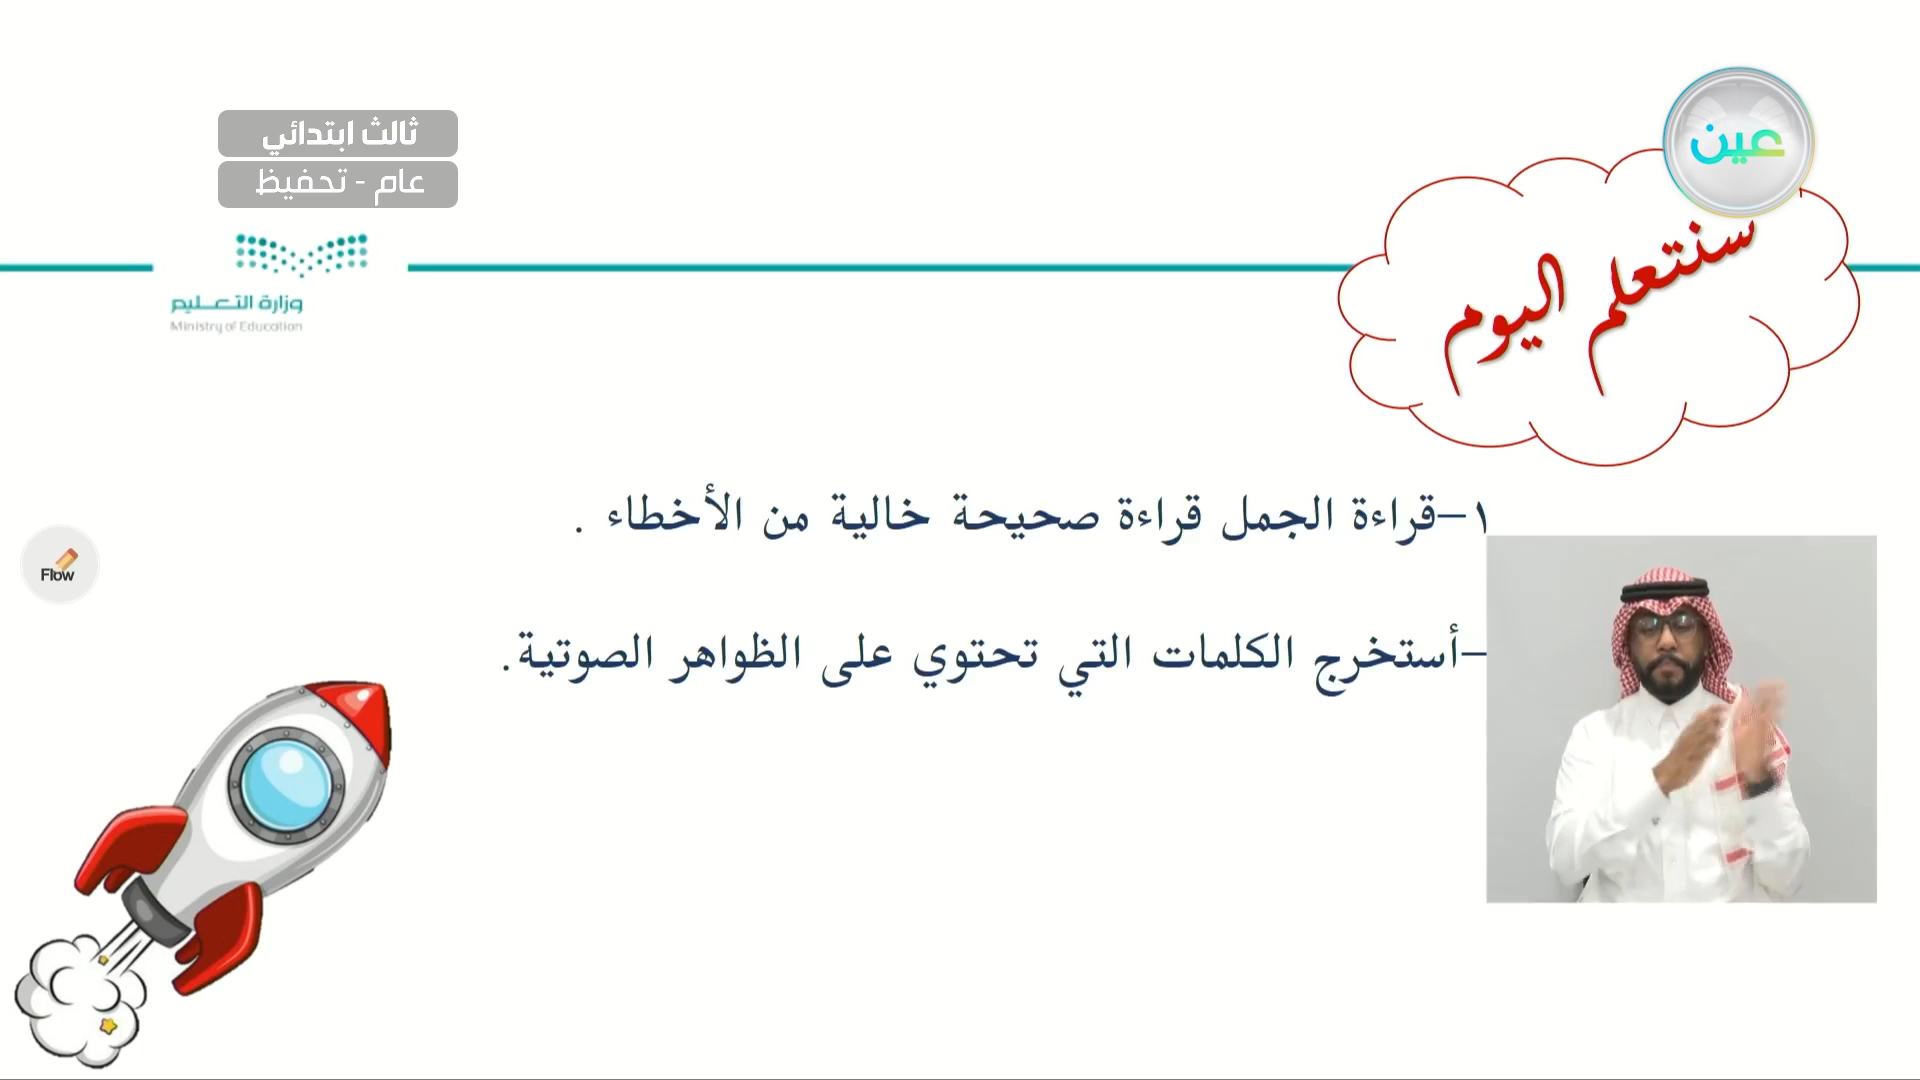 عين
ثالث ابتدائي
عام - تحفيظ
وزارة التعليم
Ministry of Education
سنتعلم اليوم
١-قراءة الجمل قراءة صحيحة خالية من الأخطاء .
-أستخرج الكلمات التي تحتوي على الظواهر الصوتية.
Flow